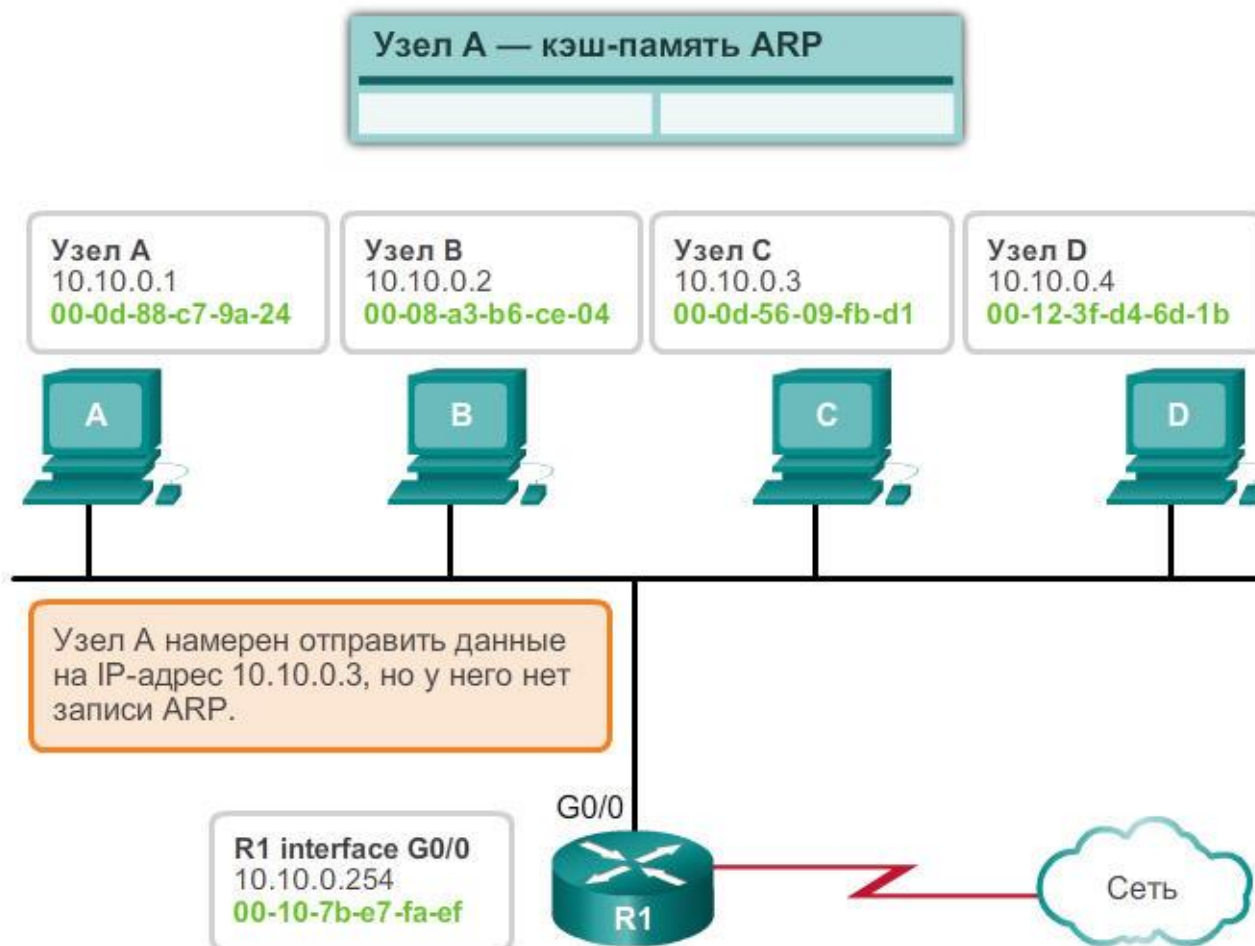 Узел A — кэш-память ARP
Узел A
10.10.0.1
00-0d-88-c7-9a-24
Узел B
10.10.0.2
00-08-a3-b6-ce-04
Узел C
10.10.0.3
00-0d-56-09-fb-d1
Узел D
10.10.0.4
00-12-3f-d4-6d-1b
A
B
C
D
Узел A намерен отправить данные
на IP-адрес 10.10.0.3, но у него нет
записи ARP.
G0/0
R1 interface G0/0
10.10.0.254
00-10-7b-e7-fa-ef
R1
Сеть